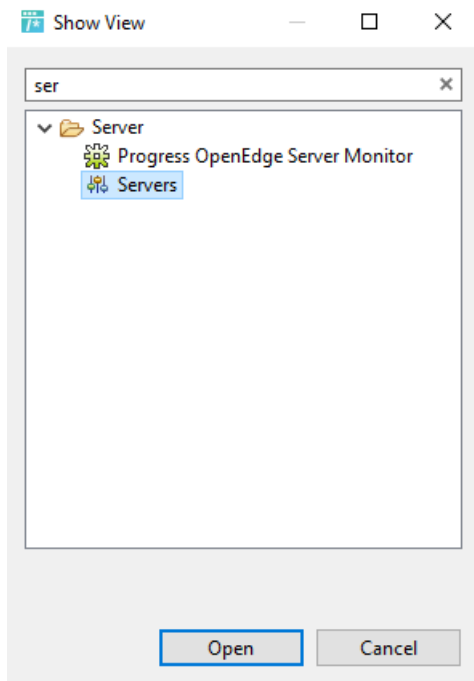 Show View
ser
Server
Progress OpenEdge Server Monitor
Servers
Open Cancel